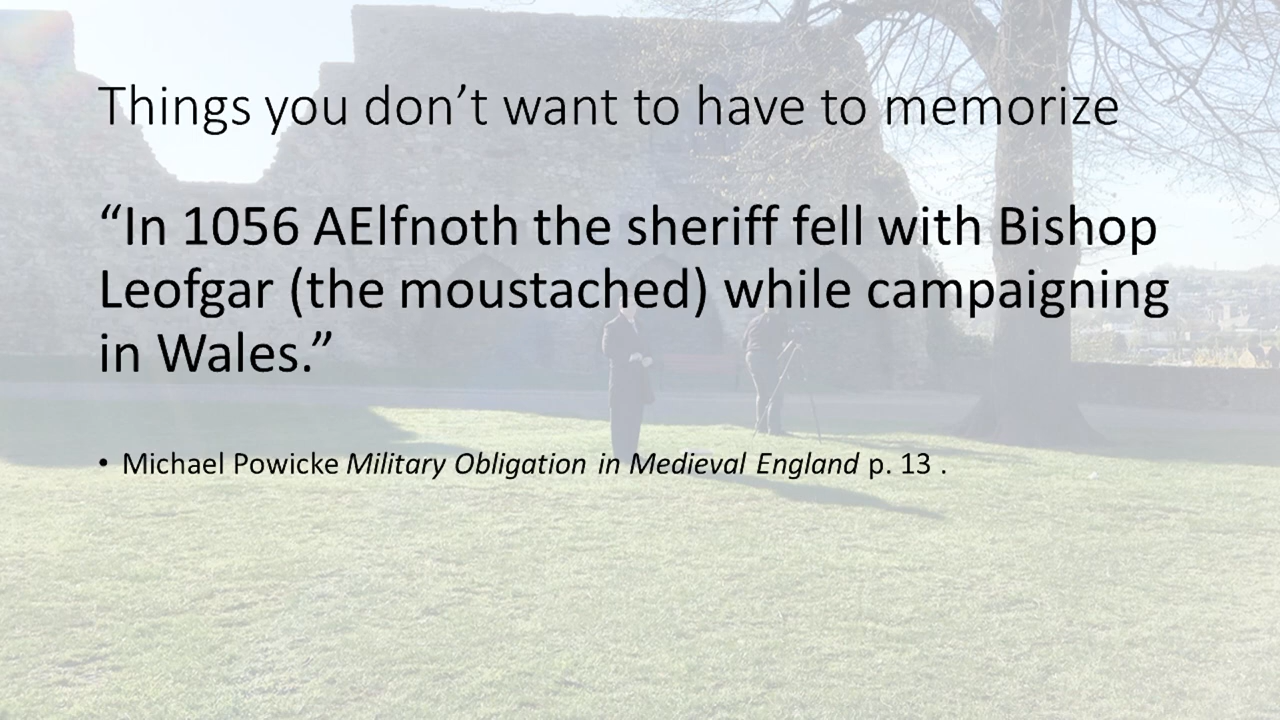 Things you don’t want to have to memorize
“In 1056 AElfnoth the sheriff fell with Bishop
Leofgar (the moustached) while campaigning
in Wales.”
• Michael Powicke Military Obligation in Medieval England p. 13 .